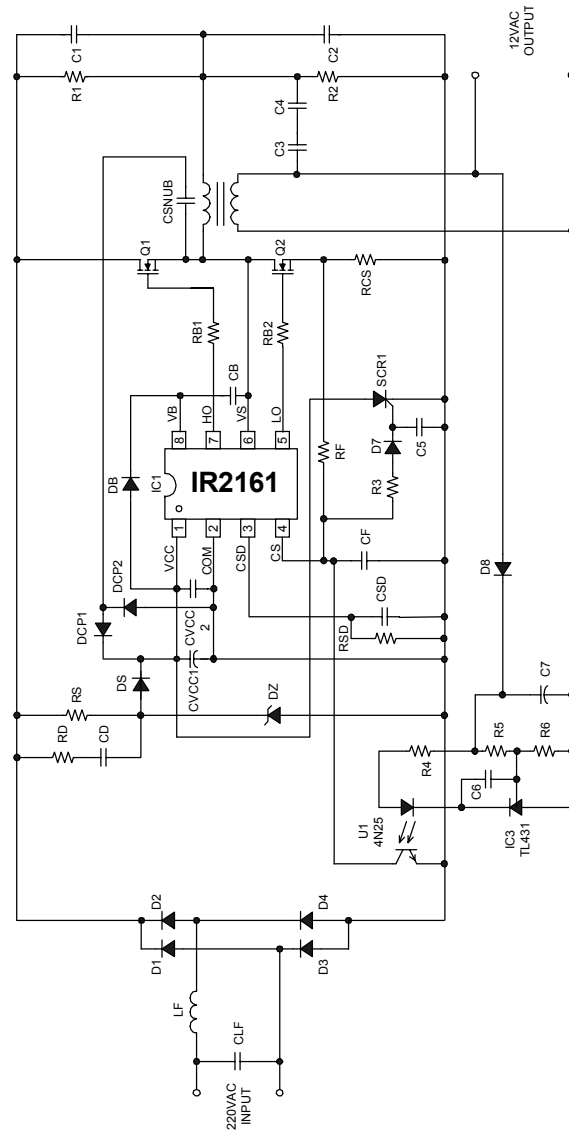 C1
C2
R1
R2
C4
C3
CSNUB
12VAC
OUTPUT
Q1
Q2
RCS
RB1
RB2
CB
VB
HO
VS
LO
8
7
6
5
DB
IC1
IR2161
1
2
3
4
VCC
COM
CSD
CS
RF
SCR1
D7
R3
C5
DCP1
DCP2
CVCC1
CVCC
2
CF
CSD
RSD
D8
DS
RS
RD
CD
DZ
C7
R4
R5
R6
C6
U1
4N25
IC3
TL431
D2
D1
D4
D3
LF
CLF
220VAC
INPUT